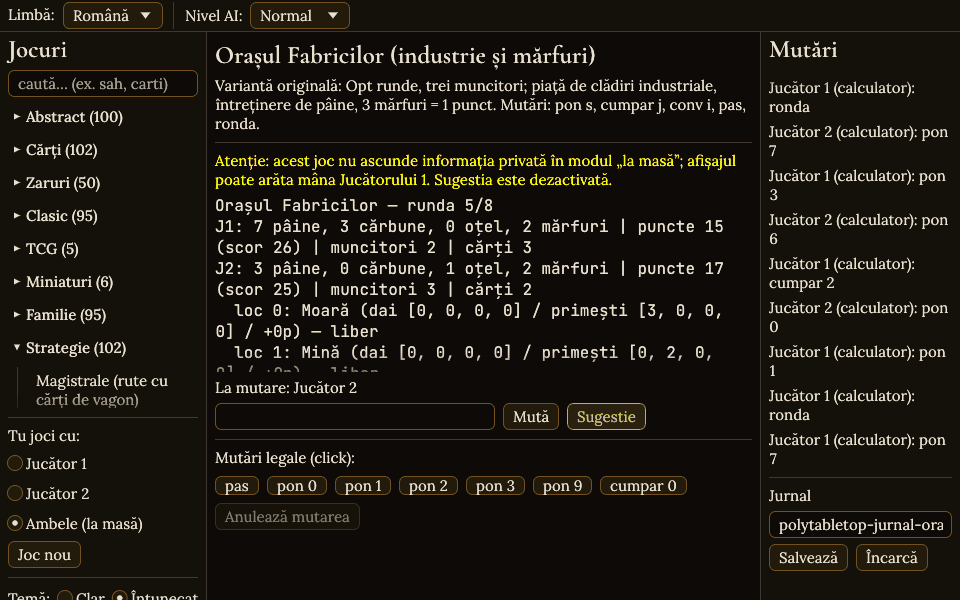 Limbă: Română ▼ Nivel AI: Normal ▼
Jocuri
caută... (ex. sah, carti)
▸ Abstract (100)
▸ Cărți (102)
▸ Zaruri (50)
▸ Clasic (95)
▸ TCG (5)
▸ Miniaturi (6)
▸ Familie (95)
▾ Strategie (102)
Magistrale (rute cu
cărți de vagon)
Tu joci cu:
Jucător 1
Jucător 2
Ambele (la masă)
Joc nou
Temă: Clar Întunecat
Orașul Fabricilor (industrie și mărfuri)
Variantă originală: Opt runde, trei muncitori; piață de clădiri industriale,
întreținere de pâine, 3 mărfuri = 1 punct. Mutări: pon s, cumpar j, conv i, pas,
ronda.
Atenție: acest joc nu ascunde informația privată în modul „la masă”; afișajul
poate arăta mâna Jucătorului 1. Sugestia este dezactivată.
Orașul Fabricilor — runda 5/8
J1: 7 pâine, 3 cărbune, 0 oțel, 2 mărfuri | puncte 15
(scor 26) | muncitori 2 | cărți 3
J2: 3 pâine, 0 cărbune, 1 oțel, 2 mărfuri | puncte 17
(scor 25) | muncitori 3 | cărți 2
loc 0: Moară (dai [0, 0, 0, 0] / primești [3, 0, 0,
0] / +0p) — liber
loc 1: Mină (dai [0, 0, 0, 0] / primești [0, 2, 0,
0] / +0p) — liber
La mutare: Jucător 2
Mută Sugestie
Mutări legale (click):
pas pon 0 pon 1 pon 2 pon 3 pon 9 cumpar 0
Anulează mutarea
Mutări
Jucător 1 (calculator):
ronda
Jucător 2 (calculator): pon
7
Jucător 1 (calculator): pon
3
Jucător 2 (calculator): pon
6
Jucător 1 (calculator):
cumpar 2
Jucător 2 (calculator): pon
0
Jucător 1 (calculator): pon
1
Jucător 1 (calculator):
ronda
Jucător 1 (calculator): pon
7
Jurnal
polytabletop-jurnal-ora
Salvează Încarcă